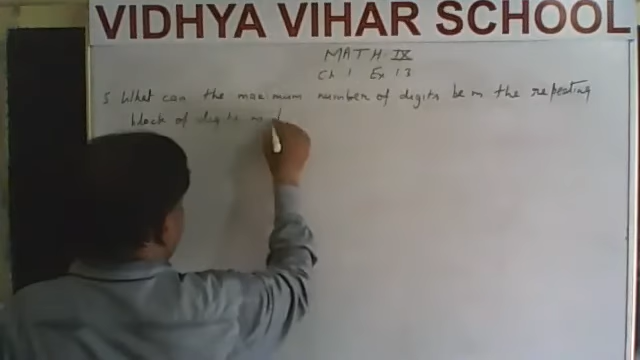 VIDHYA VIHAR SCHOOL
MATH IX
Ch 1 Ex 1.3
5 What can the maximum number of digits be in the repeating
block of digits